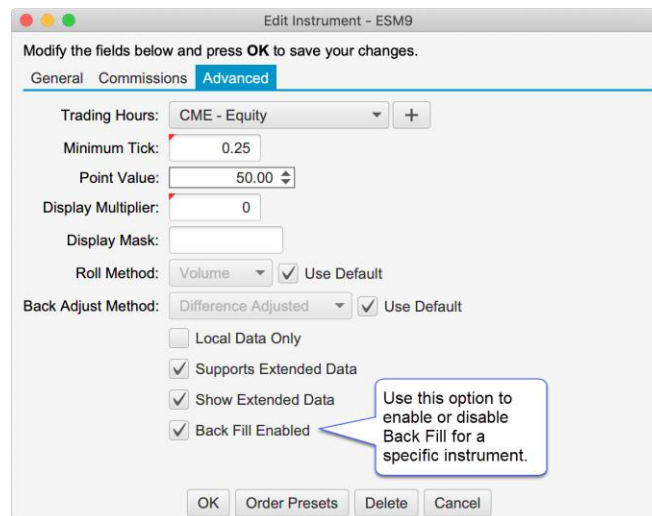 Edit Instrument - ESM9
Modify the fields below and press OK to save your changes.
General Commissions Advanced
Trading Hours: CME - Equity +
Minimum Tick: 0.25
Point Value: 50.00
Display Multiplier: 0
Display Mask:
Roll Method: Volume Use Default
Back Adjust Method: Difference Adjusted Use Default
Local Data Only
Supports Extended Data
Show Extended Data
Back Fill Enabled
Use this option to
enable or disable
Back Fill for a
specific instrument.
OK Order Presets Delete Cancel